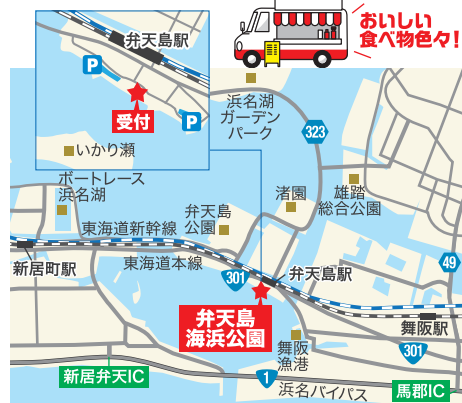 おいしい
食べ物色々!
弁天島駅
P
受付
P
浜名湖
ガーデン
パーク
323
いかり瀬
ボートレース
浜名湖
渚園
雄踏
総合公園
弁天島
公園
東海道新幹線
49
新居町駅
東海道本線
301
弁天島駅
弁天島
海浜公園
舞阪駅
舞阪
漁港
301
新居弁天IC
1
浜名バイパス
馬郡IC